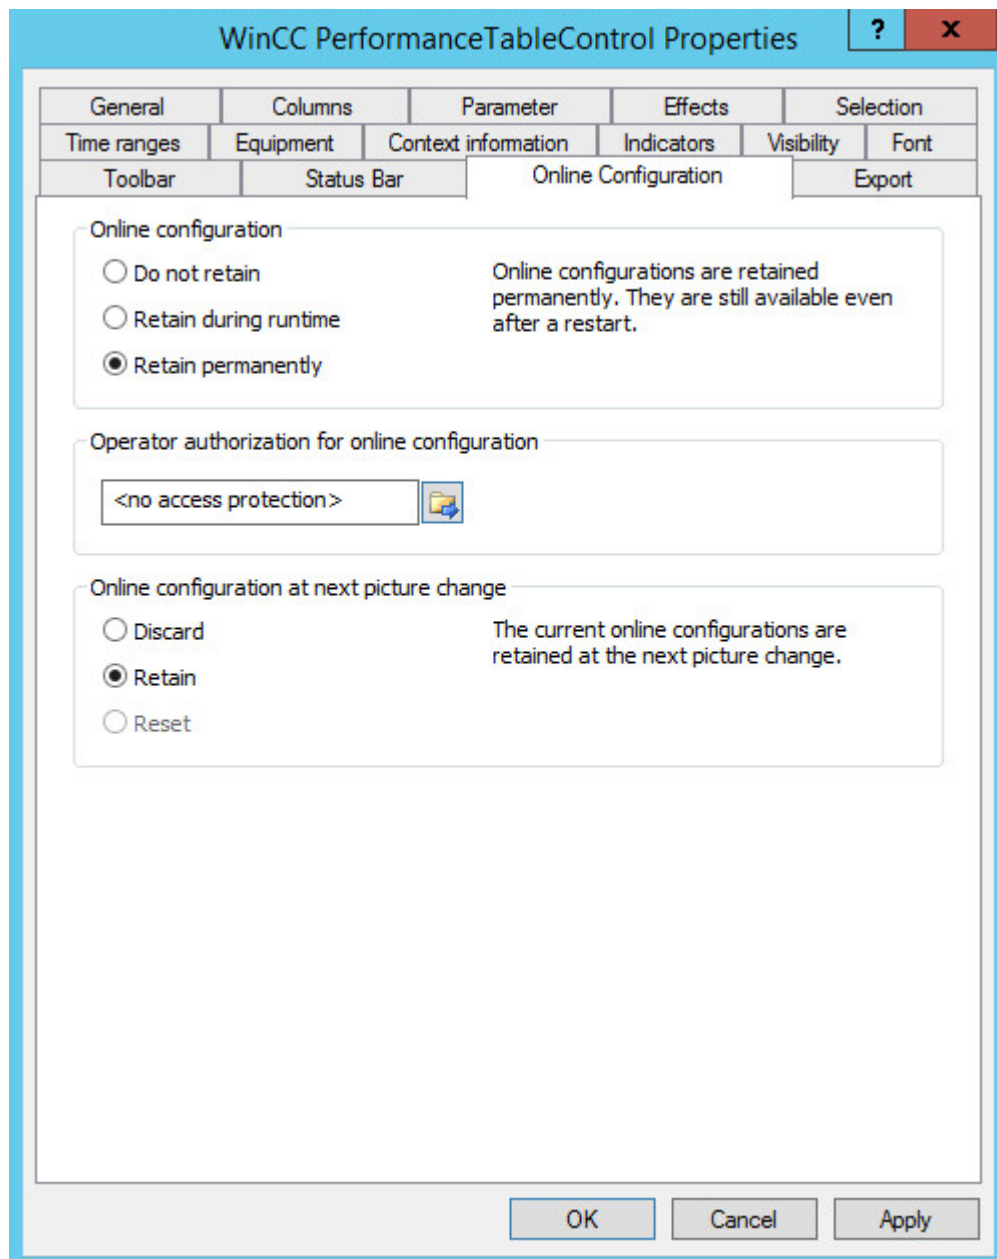 WinCC PerformanceTableControl Properties
?
x
General Columns Parameter Effects Selection
Time ranges Equipment Context information Indicators Visibility Font
Toolbar Status Bar Online Configuration Export
Online configuration
Do not retain
Retain during runtime
Retain permanently
Online configurations are retained
permanently. They are still available even
after a restart.
Operator authorization for online configuration
<no access protection>
Online configuration at next picture change
Discard
Retain
Reset
The current online configurations are
retained at the next picture change.
OK Cancel Apply